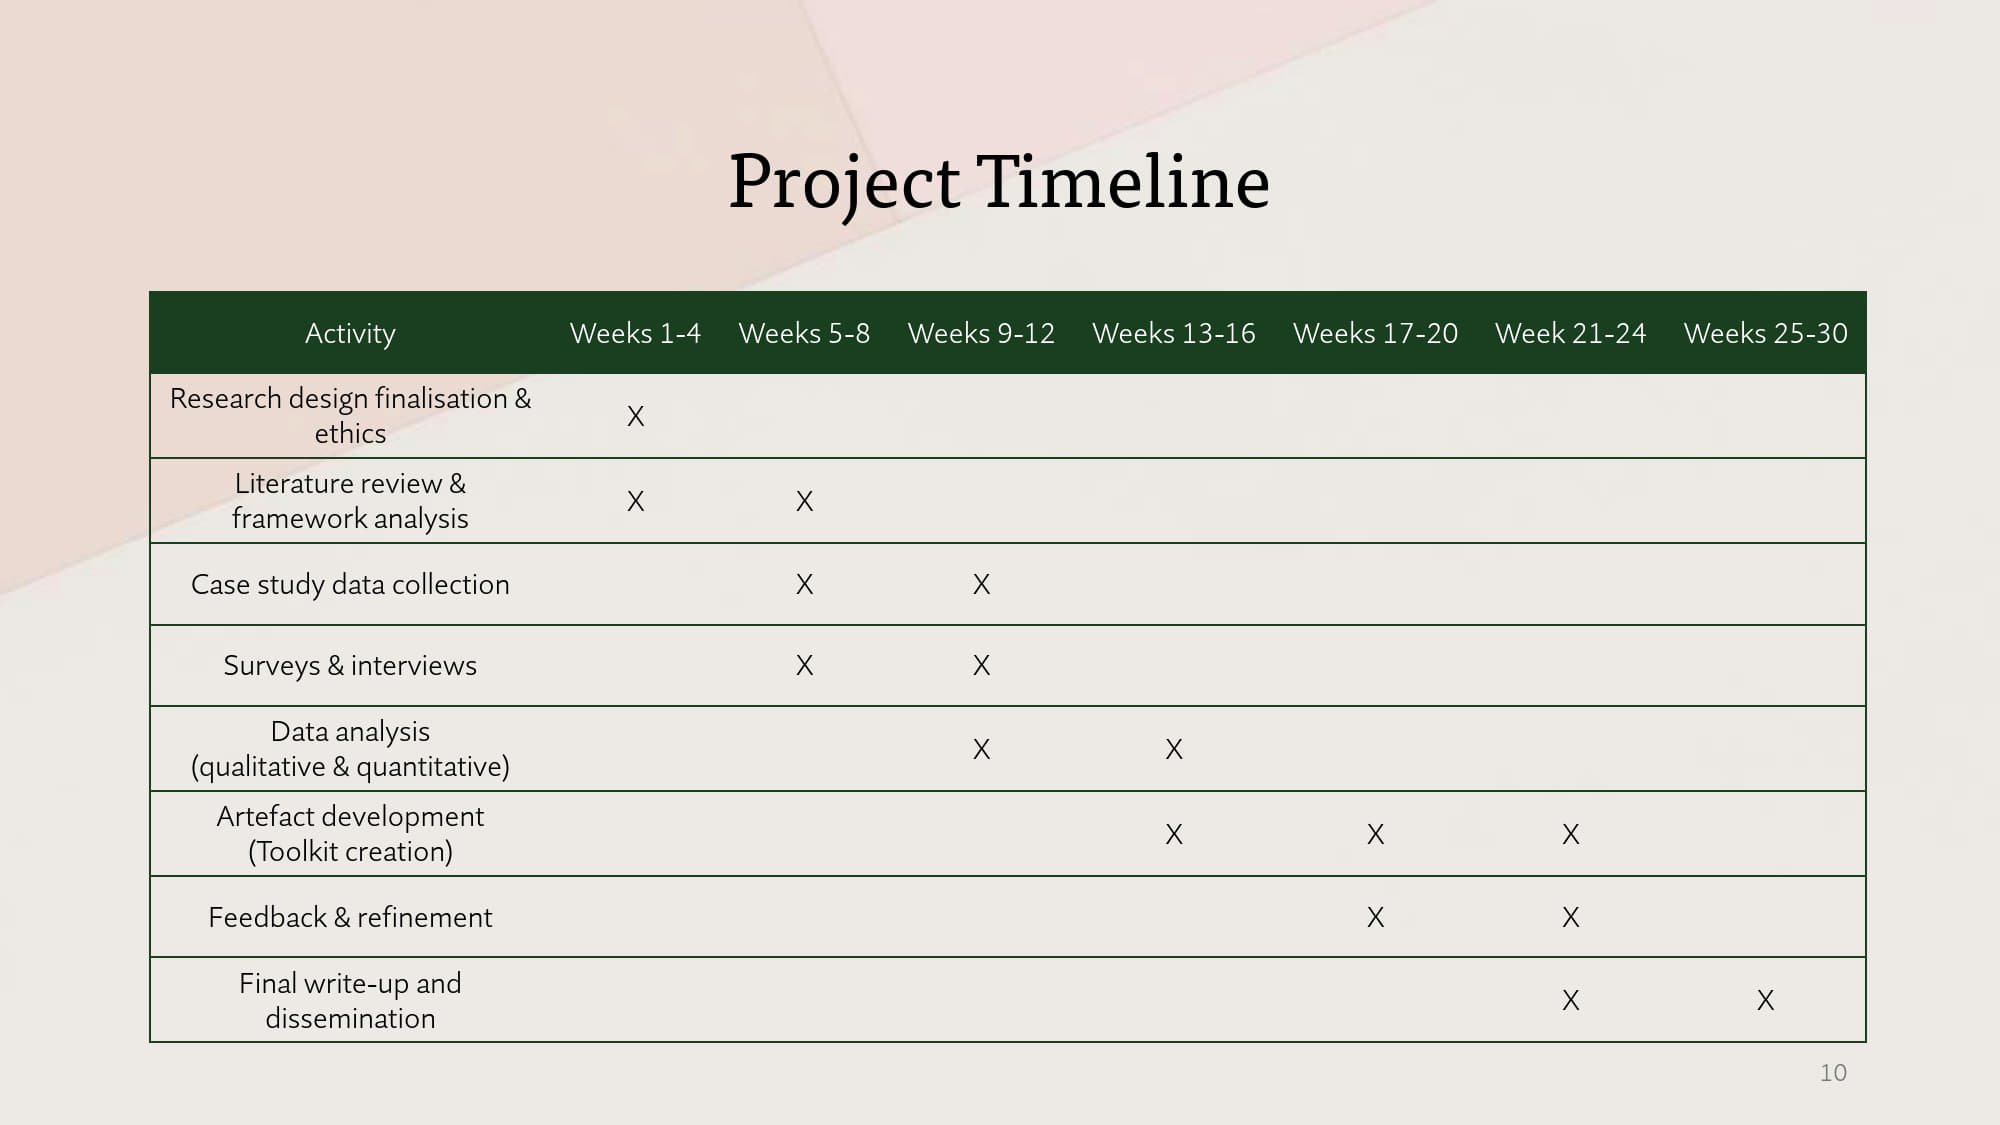 Project Timeline
Activity Weeks 1-4 Weeks 5-8 Weeks 9-12 Weeks 13-16 Weeks 17-20 Week 21-24 Weeks 25-30
Research design finalisation &
ethics
X
Literature review &
framework analysis
X X
Case study data collection X X
Surveys & interviews X X
Data analysis
(qualitative & quantitative)
X X
Artefact development
(Toolkit creation)
X X X
Feedback & refinement X X
Final write-up and
dissemination
X X
10